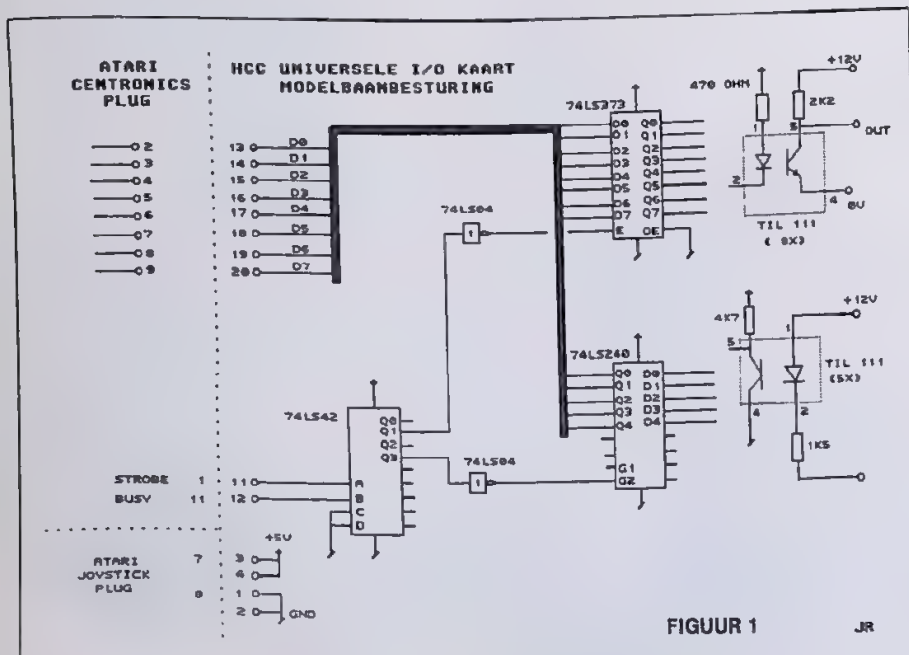 ATARI
CENTRONICS
PLUG
HCC UNIVERSELE I/O KAART
MODELBAANBESTURING
2
3
4
5
6
7
8
9
13 D0
14 D1
15 D2
16 D3
17 D4
18 D5
19 D6
20 D7
74LS373
D0 Q0
D1 Q1
D2 Q2
D3 Q3
D4 Q4
D5 Q5
D6 Q6
D7 Q7
E OE
470 OHM
+12V
2K2
1
5
OUT
2
4
0V
TIL 111
( 8X)
74LS04
4K7
+12V
1
5
TIL 111
(5X)
4
2
1K5
74LS240
Q0 D0
Q1 D1
Q2 D2
Q3 D3
Q4 D4
G1
G2
74LS42
Q0
Q1
Q2
Q3
A
B
C
D
74LS04
STROBE 1 11
BUSY 11 12
ATARI
JOYSTICK
PLUG
7
8
+5V
3
4
1
2 GND
FIGUUR 1
JR